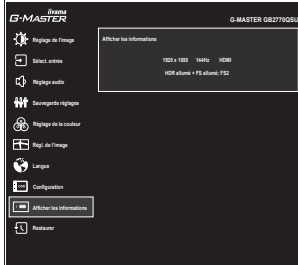 iiyama
G-MASTER
G-MASTER GB2770QSU
Réglage de l'image
Sélect. entrée
Réglage audio
Sauvegarde réglages
Réglage de la couleur
Régl. de l'image
Langue
Configuration
Afficher les informations
Restaurer
Afficher les informations
1920 x 1080 144Hz HDMI
HDR allumé + FS allumé; FS2